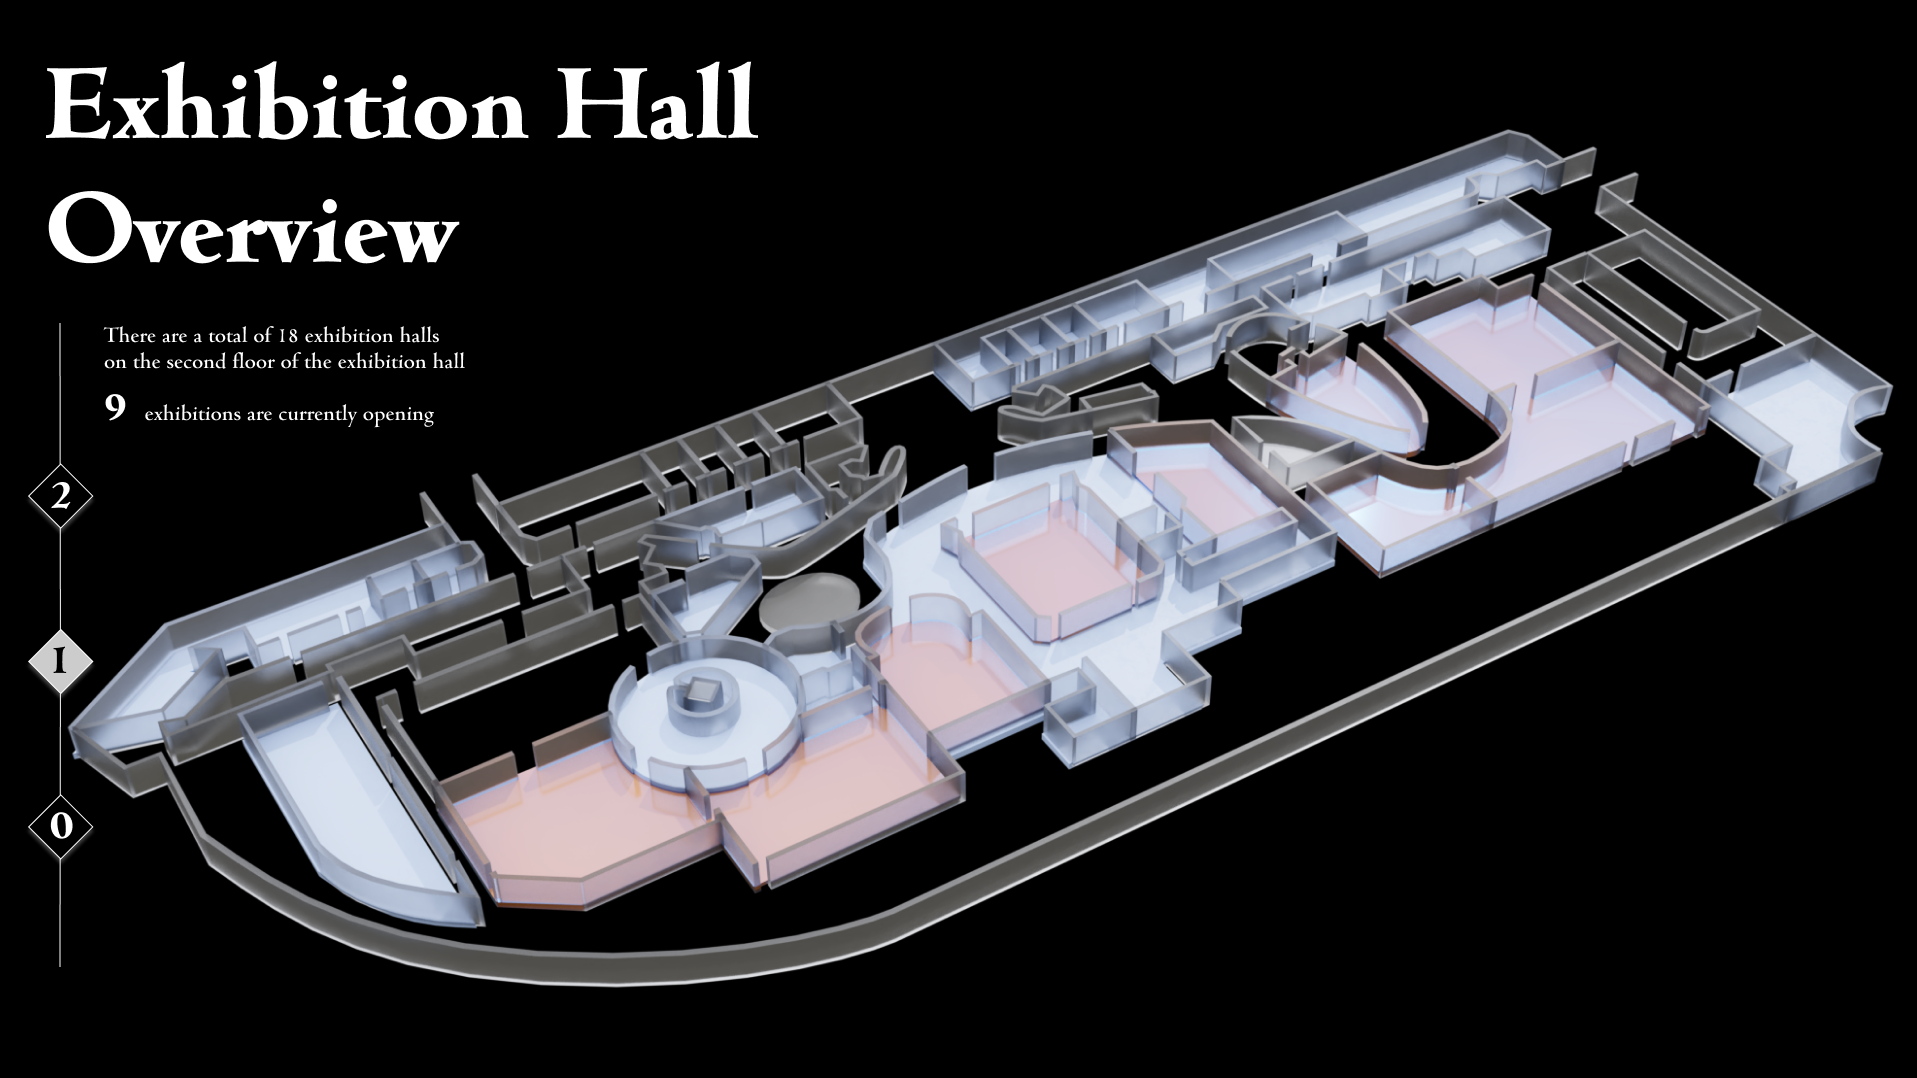 Exhibition Hall
Overview
There are a total of 18 exhibition halls
on the second floor of the exhibition hall
9 exhibitions are currently opening
2
1
0